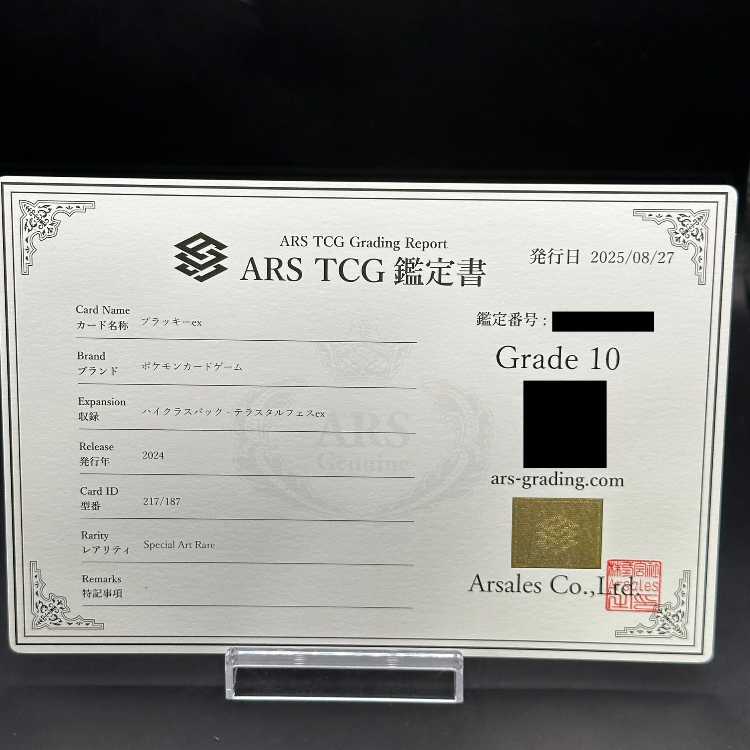 ARS TCG Grading Report
ARS TCG 鑑定書
発行日 2025/08/27
Card Name
カード名称 ブラッキーex
Brand
ブランド ポケモンカードゲーム
Expansion
収録 ハイクラスパック - テラスタルフェスex
Release
発行年 2024
Card ID
型番 217/187
Rarity
レアリティ Special Art Rare
Remarks
特記事項
ARS
Genuine
鑑定番号 :
Grade 10
ars-grading.com
Arsales Co.,Ltd.
Arsales